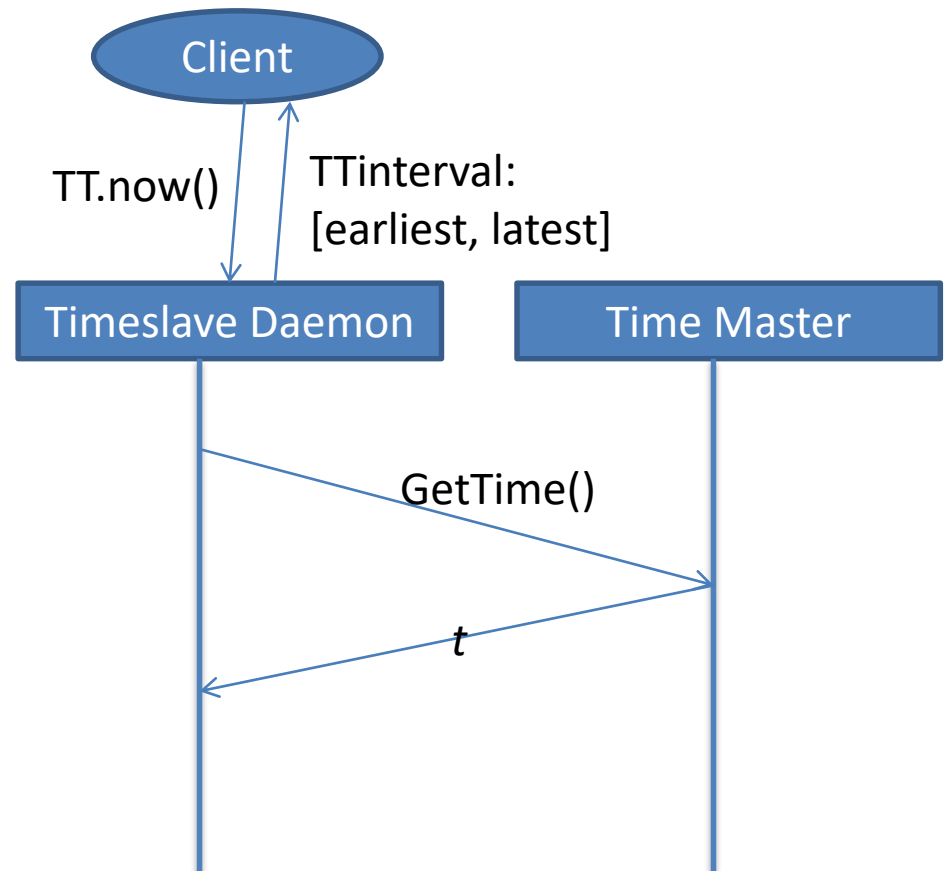 Client
TT.now()
TTinterval:
[earliest, latest]
Timeslave Daemon
Time Master
GetTime()
t